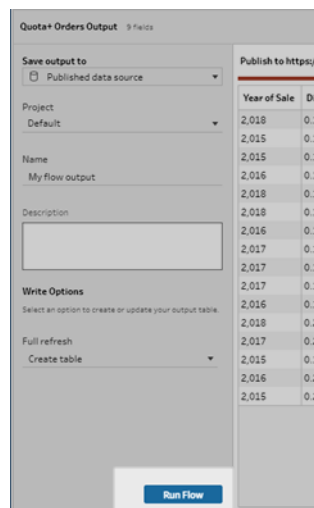 Quota+ Orders Output 9 fields
Save output to
Published data source
Project
Default
Name
My flow output
Description
Write Options
Select an option to create or update your output table.
Full refresh
Create table
Run Flow
Publish to https:/
Year of Sale
2,018
2,015
2,015
2,016
2,018
2,018
2,016
2,017
2,017
2,017
2,016
2,018
2,017
2,015
2,016
2,015